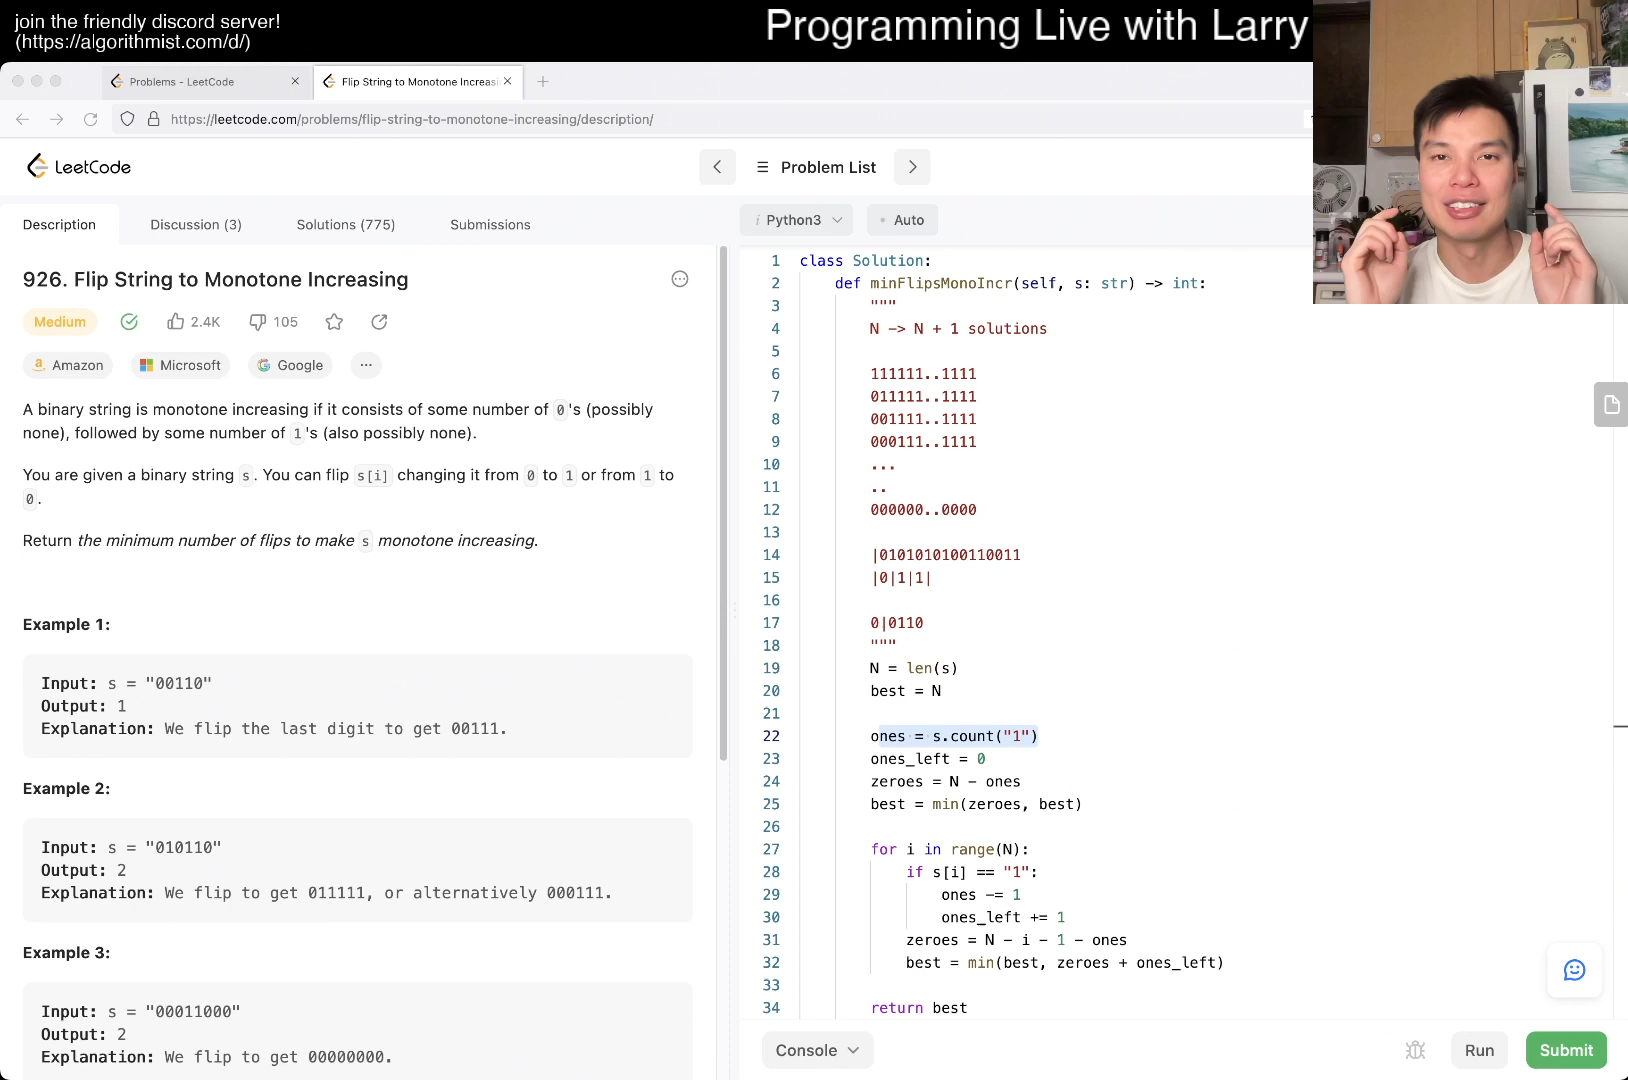 join the friendly discord server!
(https://algorithmist.com/d/)
Programming Live with Larry
Problems - LeetCode
Flip String to Monotone Increasi
https://leetcode.com/problems/flip-string-to-monotone-increasing/description/
LeetCode
Problem List
Description
Discussion (3)
Solutions (775)
Submissions
i Python3
Auto
926. Flip String to Monotone Increasing
Medium
2.4K
105
Amazon
Microsoft
Google
A binary string is monotone increasing if it consists of some number of 0's (possibly
none), followed by some number of 1's (also possibly none).
You are given a binary string s. You can flip s[i] changing it from 0 to 1 or from 1 to
0.
Return the minimum number of flips to make s monotone increasing.
Example 1:
Input: s = "00110"
Output: 1
Explanation: We flip the last digit to get 00111.
Example 2:
Input: s = "010110"
Output: 2
Explanation: We flip to get 011111, or alternatively 000111.
Example 3:
Input: s = "00011000"
Output: 2
Explanation: We flip to get 00000000.
1 class Solution:
2 def minFlipsMonoIncr(self, s: str) -> int:
3 """
4 N -> N + 1 solutions
5
6 111111..1111
7 011111..1111
8 001111..1111
9 000111..1111
10 ...
11 ..
12 000000..0000
13
14 |0101010100110011
15 |0|1|1|
16
17 0|0110
18 """
19 N = len(s)
20 best = N
21
22 ones = s.count("1")
23 ones_left = 0
24 zeroes = N - ones
25 best = min(zeroes, best)
26
27 for i in range(N):
28 if s[i] == "1":
29 ones -= 1
30 ones_left += 1
31 zeroes = N - i - 1 - ones
32 best = min(best, zeroes + ones_left)
33
34 return best
Console
Run
Submit